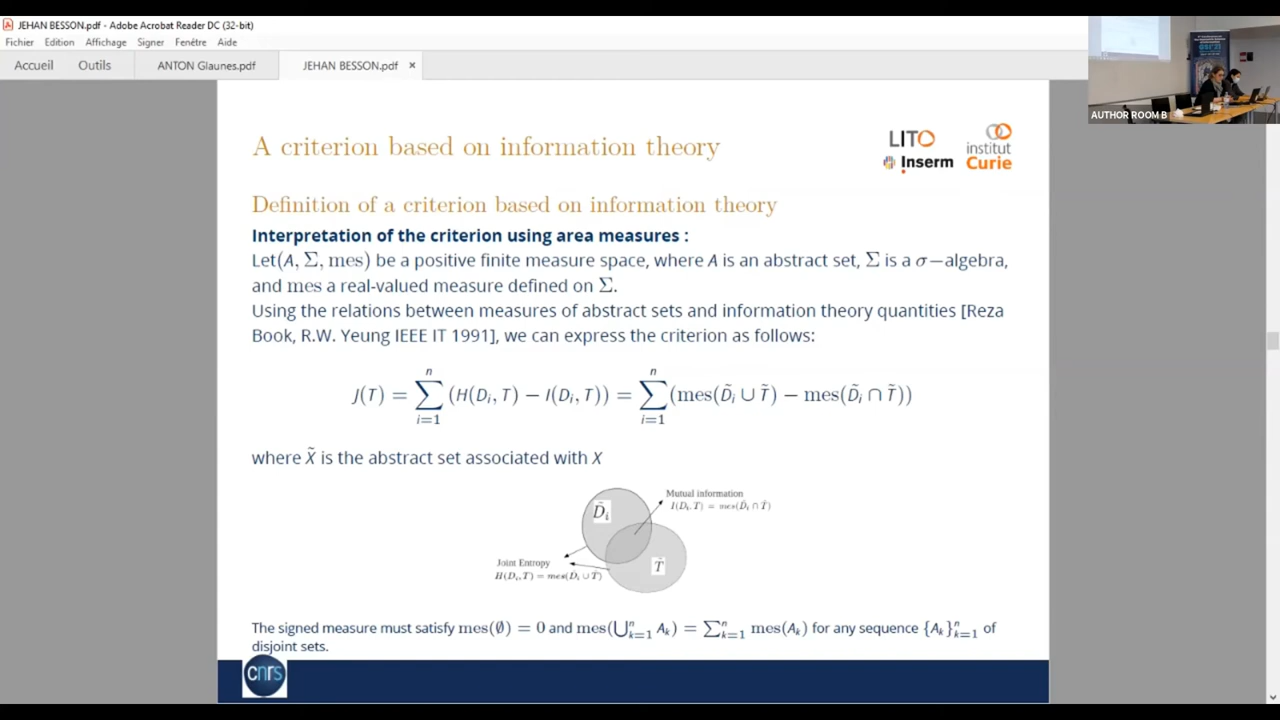 JEHAN BESSON.pdf - Adobe Acrobat Reader DC (32-bit)
Fichier Edition Affichage Signer Fenêtre Aide
Accueil Outils ANTON Glaunes.pdf JEHAN BESSON.pdf ×
AUTHOR ROOM B
A criterion based on information theory
LITO
Inserm
institut
Curie
Definition of a criterion based on information theory
Interpretation of the criterion using area measures :
Let(A, Σ, mes) be a positive finite measure space, where A is an abstract set, Σ is a σ−algebra,
and mes a real-valued measure defined on Σ.
Using the relations between measures of abstract sets and information theory quantities [Reza
Book, R.W. Yeung IEEE IT 1991], we can express the criterion as follows:
J(T) = ∑_{i=1}^{n} (H(D_i, T) − I(D_i, T)) = ∑_{i=1}^{n} (mes(D̃_i ∪ T̃) − mes(D̃_i ∩ T̃))
where X̃ is the abstract set associated with X
Mutual information
I(D_i, T) = mes(D̃_i ∩ T̃)
D̃_i
T̃
Joint Entropy
H(D_i, T) = mes(D̃_i ∪ T̃)
The signed measure must satisfy mes(∅) = 0 and mes(⋃_{k=1}^{n} A_k) = ∑_{k=1}^{n} mes(A_k) for any sequence {A_k}_{k=1}^{n} of
disjoint sets.
cnrs